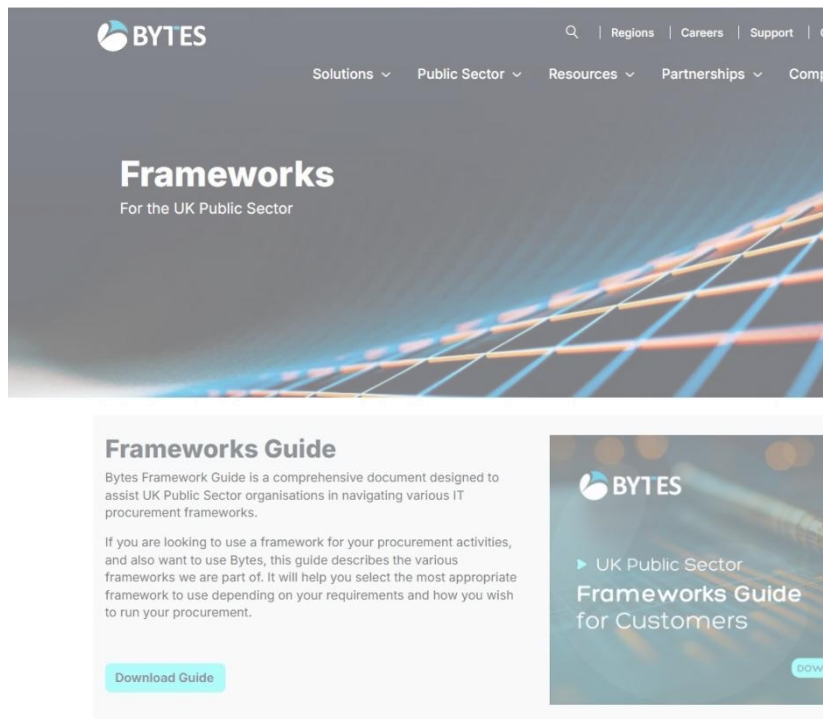 BYTES
Regions | Careers | Support |
Solutions Public Sector Resources Partnerships
Frameworks
For the UK Public Sector
Frameworks Guide
Bytes Framework Guide is a comprehensive document designed to
assist UK Public Sector organisations in navigating various IT
procurement frameworks.
If you are looking to use a framework for your procurement activities,
and also want to use Bytes, this guide describes the various
frameworks we are part of. It will help you select the most appropriate
framework to use depending on your requirements and how you wish
to run your procurement.
Download Guide
BYTES
UK Public Sector
Frameworks Guide
for Customers